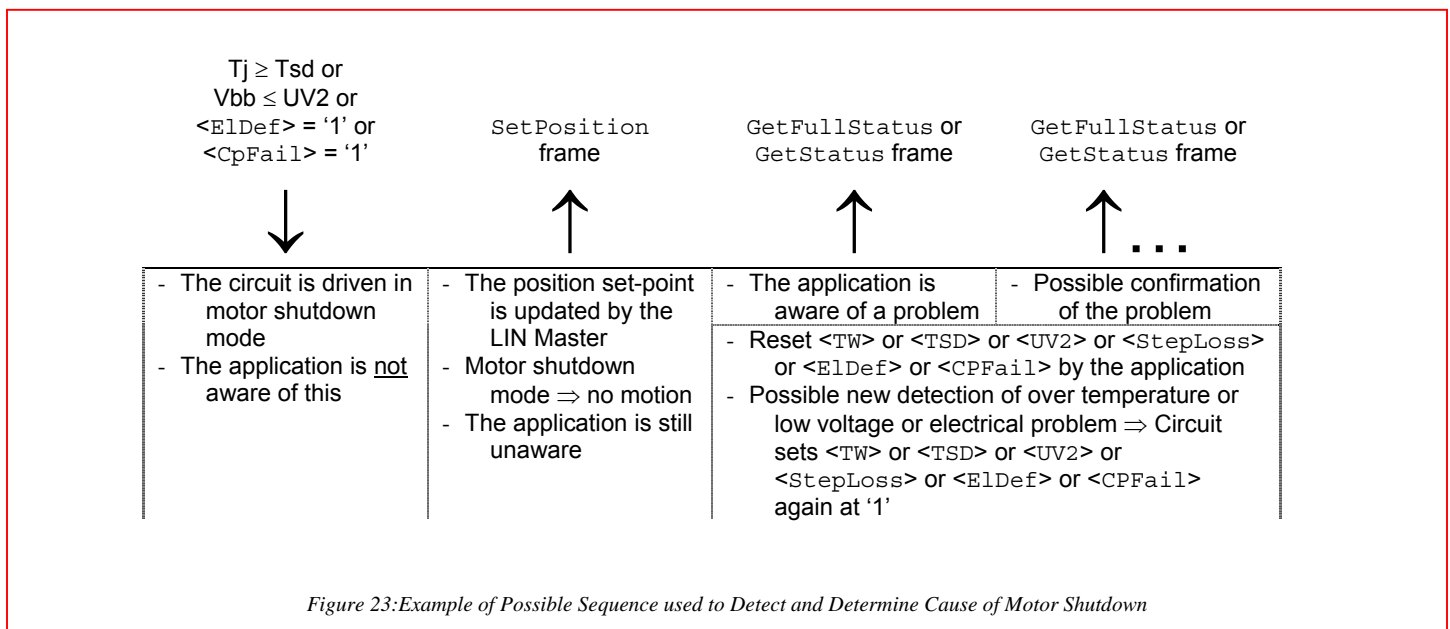 Tj ≥ Tsd or
Vbb ≤ UV2 or
<ElDef> = ‘1’ or
<CpFail> = ‘1’
SetPosition
frame
GetFullStatus or
GetStatus frame
GetFullStatus or
GetStatus frame
...
- The circuit is driven in
motor shutdown
mode
- The application is not
aware of this
- The position set-point
is updated by the
LIN Master
- Motor shutdown
mode ⇒ no motion
- The application is still
unaware
- The application is
aware of a problem
- Possible confirmation
of the problem
- Reset <TW> or <TSD> or <UV2> or <StepLoss>
or <ElDef> or <CPFail> by the application
- Possible new detection of over temperature or
low voltage or electrical problem ⇒ Circuit
sets <TW> or <TSD> or <UV2> or
<StepLoss> or <ElDef> or <CPFail>
again at ‘1’
Figure 23:Example of Possible Sequence used to Detect and Determine Cause of Motor Shutdown